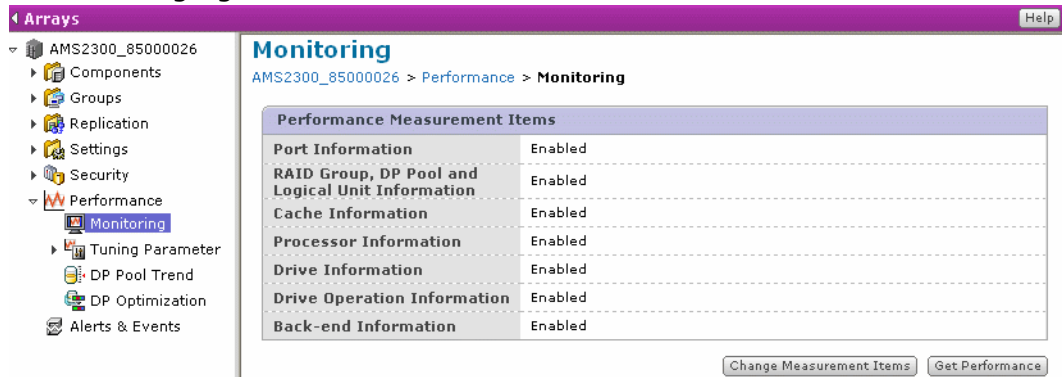 Arrays
Help
AMS2300_85000026
Components
Groups
Replication
Settings
Security
Performance
Monitoring
Tuning Parameter
DP Pool Trend
DP Optimization
Alerts & Events
Monitoring
AMS2300_85000026 > Performance > Monitoring
Performance Measurement Items
Port Information Enabled
RAID Group, DP Pool and
Logical Unit Information Enabled
Cache Information Enabled
Processor Information Enabled
Drive Information Enabled
Drive Operation Information Enabled
Back-end Information Enabled
Change Measurement Items Get Performance